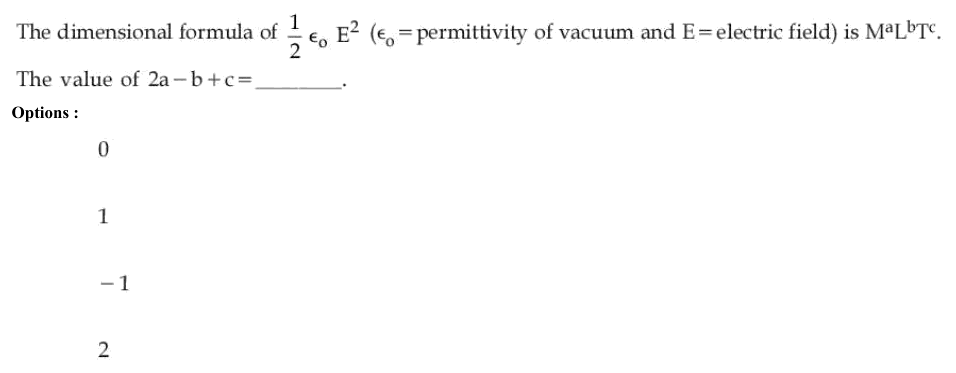 The dimensional formula of 1/2 ϵ₀ E² (ϵ₀ = permittivity of vacuum and E = electric field) is MᵃLᵇTᶜ.
The value of 2a − b + c = ________.
Options :
0
1
− 1
2